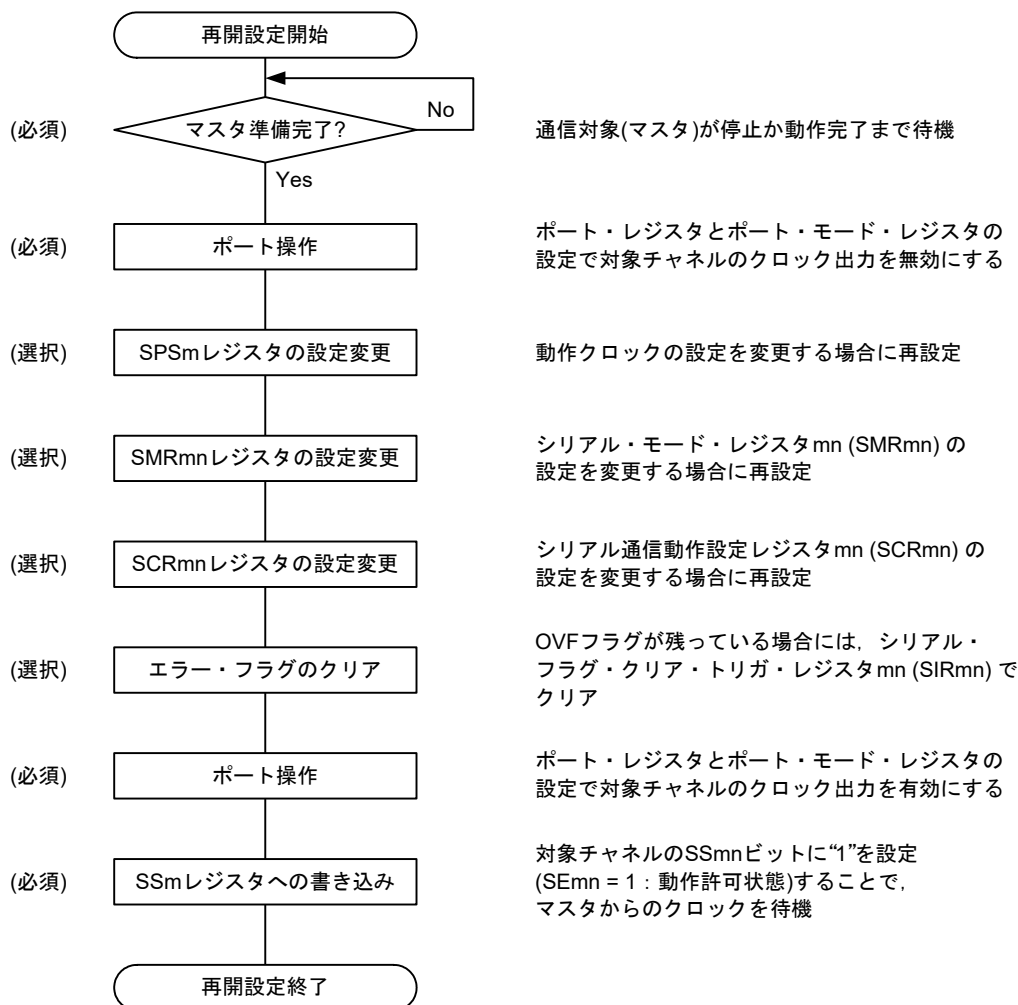 再開設定開始
No
(必須)
マスタ準備完了?
通信対象(マスタ)が停止か動作完了まで待機
Yes
(必須)
ポート操作
ポート・レジスタとポート・モード・レジスタの
設定で対象チャネルのクロック出力を無効にする
(選択)
SPSmレジスタの設定変更
動作クロックの設定を変更する場合に再設定
(選択)
SMRmnレジスタの設定変更
シリアル・モード・レジスタmn (SMRmn) の
設定を変更する場合に再設定
(選択)
SCRmnレジスタの設定変更
シリアル通信動作設定レジスタmn (SCRmn) の
設定を変更する場合に再設定
(選択)
エラー・フラグのクリア
OVFフラグが残っている場合には，シリアル・
フラグ・クリア・トリガ・レジスタmn (SIRmn) で
クリア
(必須)
ポート操作
ポート・レジスタとポート・モード・レジスタの
設定で対象チャネルのクロック出力を有効にする
(必須)
SSmレジスタへの書き込み
対象チャネルのSSmnビットに“1”を設定
(SEmn = 1：動作許可状態)することで，
マスタからのクロックを待機
再開設定終了